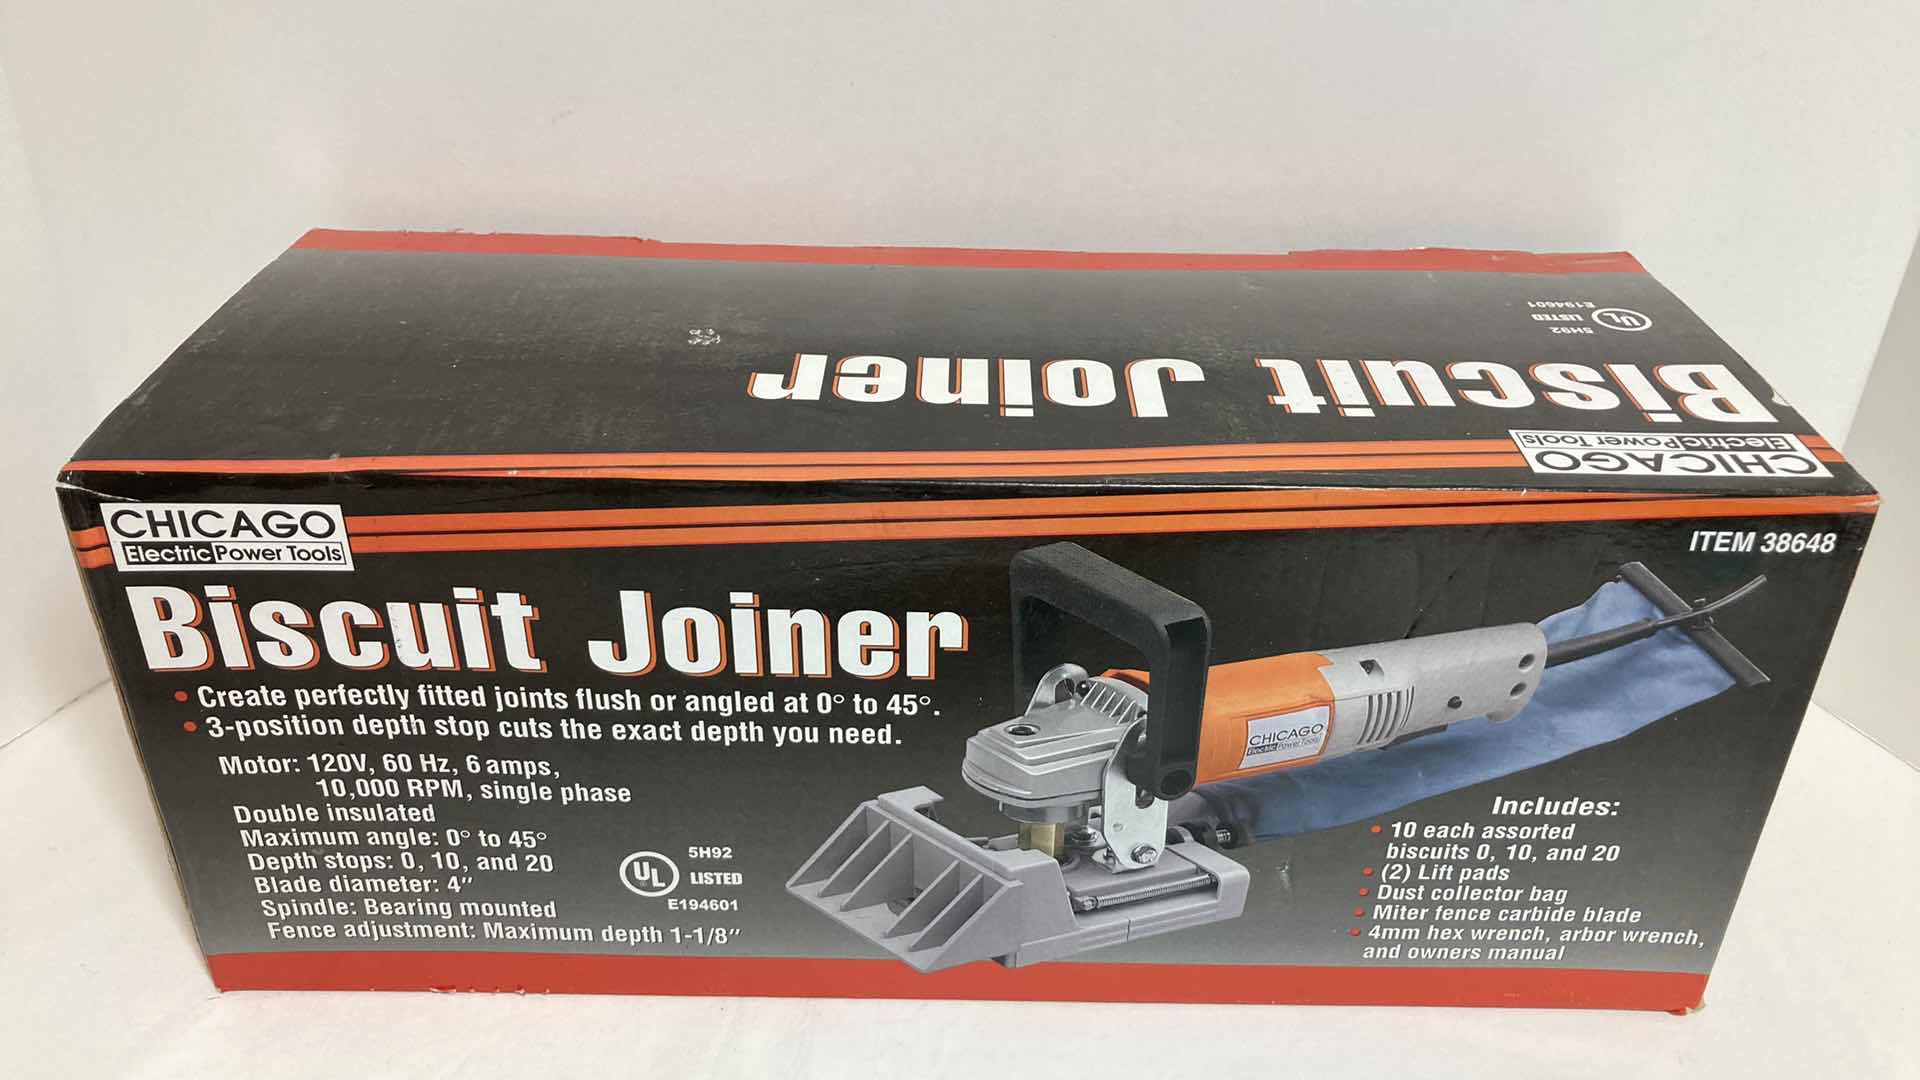 E194601
LISTED
5H92
UL
Biscuit Joiner
CHICAGO
Electric Power Tools
CHICAGO
Electric Power Tools
ITEM 38648
Biscuit Joiner
• Create perfectly fitted joints flush or angled at 0° to 45°.
• 3-position depth stop cuts the exact depth you need.
Motor: 120V, 60 Hz, 6 amps,
10,000 RPM, single phase
Double insulated
Maximum angle: 0° to 45°
Depth stops: 0, 10, and 20
Blade diameter: 4"
Spindle: Bearing mounted
Fence adjustment: Maximum depth 1-1/8"
UL
5H92
LISTED
E194601
CHICAGO
Electric Power Tools
Includes:
• 10 each assorted
biscuits 0, 10, and 20
• (2) Lift pads
• Dust collector bag
• Miter fence carbide blade
• 4mm hex wrench, arbor wrench,
and owners manual